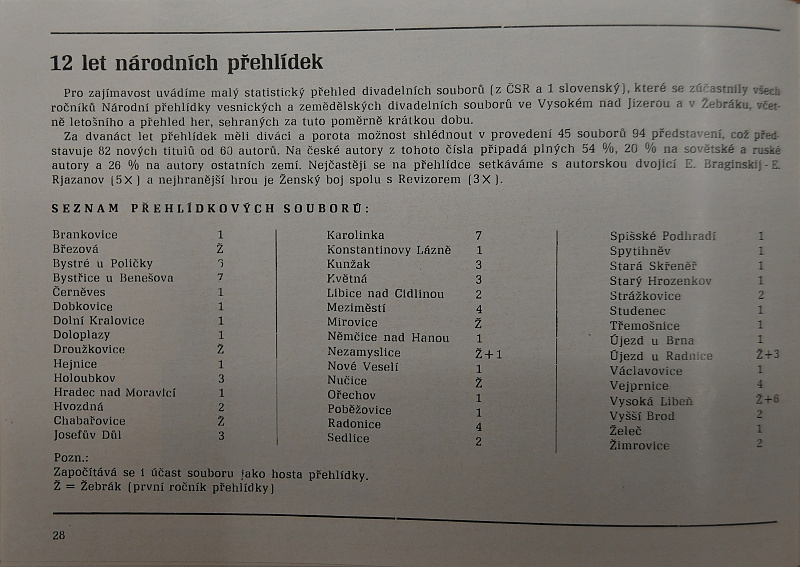 12 let národních přehlídek
Pro zajímavost uvádíme malý statistický přehled divadelních souborů (z ČSR a 1 slovenský), které se zúčastnily všech
ročníků Národní přehlídky vesnických a zemědělských divadelních souborů ve Vysokém nad Jizerou a v Žebráku, včet-
ně letošního a přehled her, sehraných za tuto poměrně krátkou dobu.
Za dvanáct let přehlídek měli diváci a porota možnost shlédnout v provedení 45 souborů 94 představení, což před-
stavuje 82 nových titulů od 60 autorů. Na české autory z tohoto čísla připadá plných 54 %, 20 % na sovětské a ruské
autory a 26 % na autory ostatních zemí. Nejčastěji se na přehlídce setkáváme s autorskou dvojicí E. Braginskij - E.
Rjazanov (5×) a nejhranější hrou je Ženský boj spolu s Revizorem (3×).
SEZNAM PŘEHLÍDKOVÝCH SOUBORŮ:
Brankovice 1
Březová Ž
Bystré u Poličky 3
Bystřice u Benešova 7
Černěves 1
Dobkovice 1
Dolní Kralovice 1
Doloplazy 1
Droužkovice Ž
Hejnice 1
Holoubkov 3
Hradec nad Moravicí 1
Hvozdná 2
Chabařovice Ž
Josefův Důl 3
Karolinka 7
Konstantinovy Lázně 1
Kunžak 3
Květná 3
Libice nad Cidlinou 2
Meziměstí 4
Mirovice Ž
Němčice nad Hanou 1
Nezamyslice Ž+1
Nové Veselí 1
Nučice Ž
Ořechov 1
Poběžovice 1
Radonice 4
Sedlice 2
Spišské Podhradí 1
Spytihněv 1
Stará Skřeněř 1
Starý Hrozenkov 1
Strážkovice 2
Studenec 1
Třemošnice 1
Újezd u Brna 1
Újezd u Radnice Ž+3
Václavovice 1
Vejprnice 4
Vysoká Libeň Ž+6
Vyšší Brod 2
Želeč 1
Žimrovice 2
Pozn.:
Započítává se i účast souboru jako hosta přehlídky.
Ž = Žebrák (první ročník přehlídky)
28